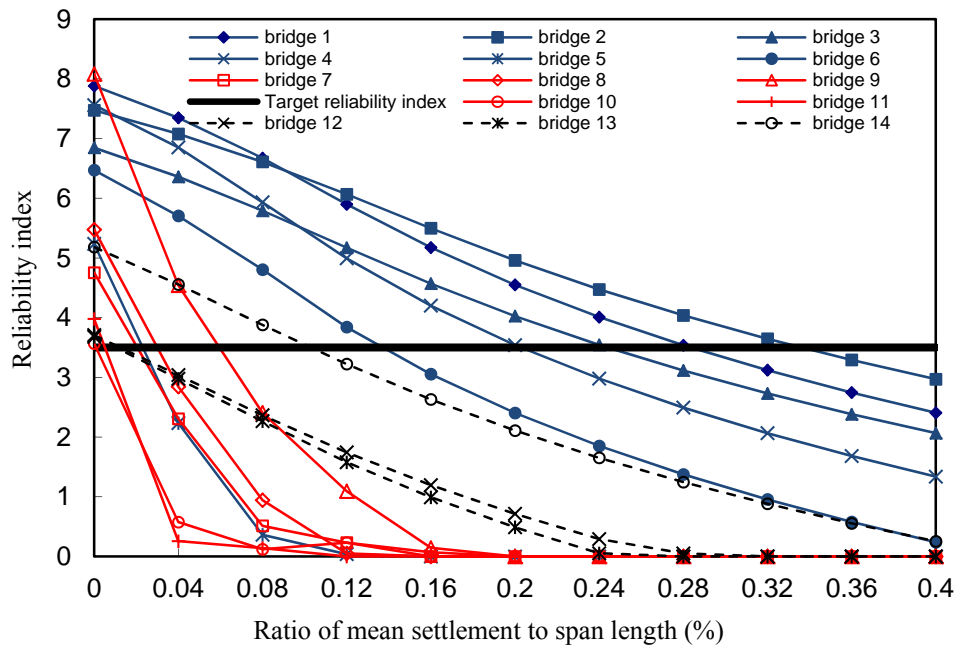 9
8
7
6
5
4
3
2
1
0
Reliability index
bridge 1 bridge 2 bridge 3
bridge 4 bridge 5 bridge 6
bridge 7 bridge 8 bridge 9
Target reliability index bridge 10 bridge 11
bridge 12 bridge 13 bridge 14
0 0.04 0.08 0.12 0.16 0.2 0.24 0.28 0.32 0.36 0.4
Ratio of mean settlement to span length (%)